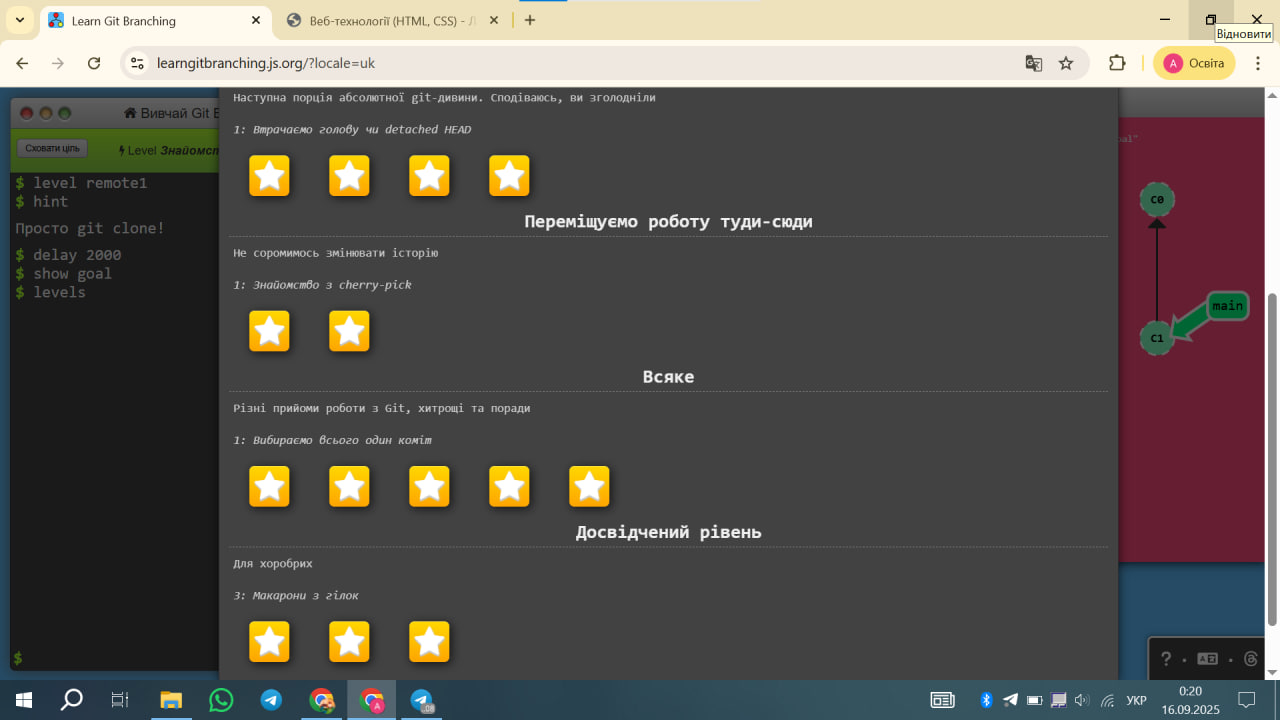 Learn Git Branching
Веб-технології (HTML, CSS) - Л
Відновити
learngitbranching.js.org/?locale=uk
A
Освіта
Вивчай Git
Сховати ціль
Level Знайомст
$ level remote1
$ hint
Просто git clone!
$ delay 2000
$ show goal
$ levels
$
Наступна порція абсолютної git-дивини. Сподіваюсь, ви зголодніли
1: Втрачаємо голову чи detached HEAD
Переміщуємо роботу туди-сюди
Не соромимось змінювати історію
1: Знайомство з cherry-pick
Всяке
Різні прийоми роботи з Git, хитрощі та поради
1: Вибираємо всього один коміт
Досвідчений рівень
Для хоробрих
3: Макарони з гілок
oal"
C0
main
C1
?
A
08
УКР
0:20
16.09.2025